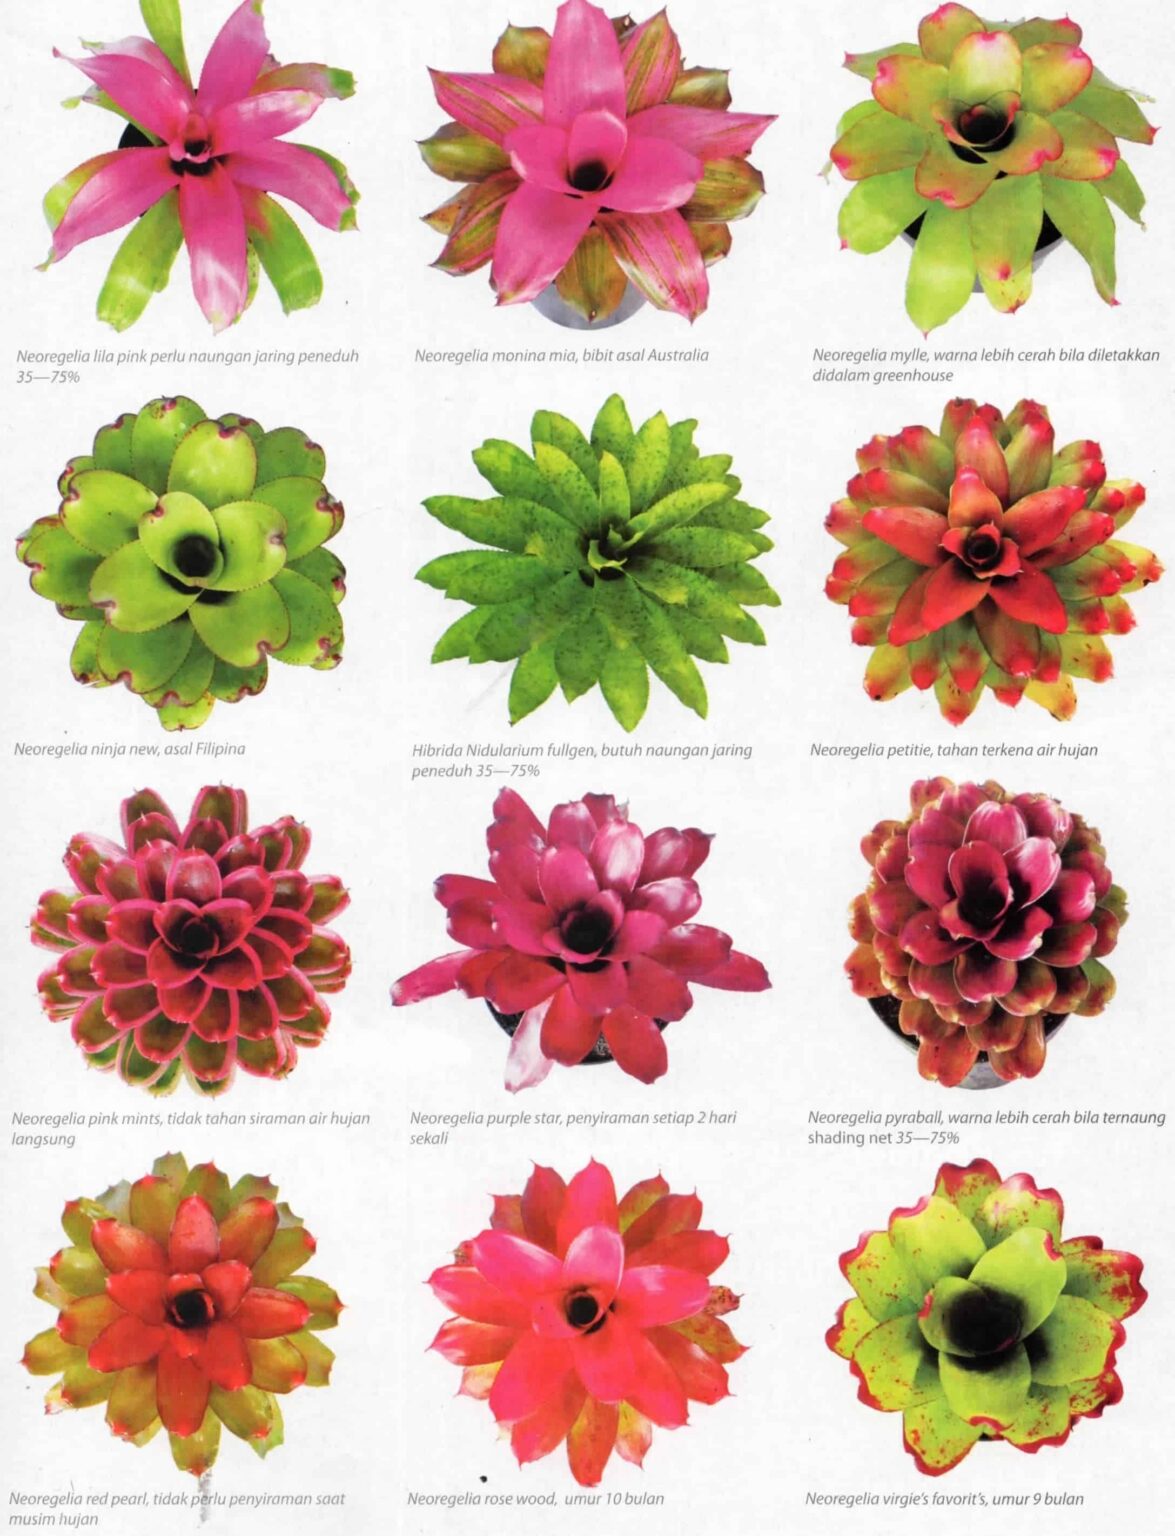 Neoregelia lila pink perlu naungan jaring peneduh
35—75%
Neoregelia monina mia, bibit asal Australia
Neoregelia mylle, warna lebih cerah bila diletakkan
didalam greenhouse
Neoregelia ninja new, asal Filipina
Hibrida Nidularium fullgen, butuh naungan jaring
peneduh 35—75%
Neoregelia petitie, tahan terkena air hujan
Neoregelia pink mints, tidak tahan siraman air hujan
langsung
Neoregelia purple star, penyiraman setiap 2 hari
sekali
Neoregelia pyraball, warna lebih cerah bila ternaung
shading net 35—75%
Neoregelia red pearl, tidak perlu penyiraman saat
musim hujan
Neoregelia rose wood, umur 10 bulan
Neoregelia virgie's favorit's, umur 9 bulan